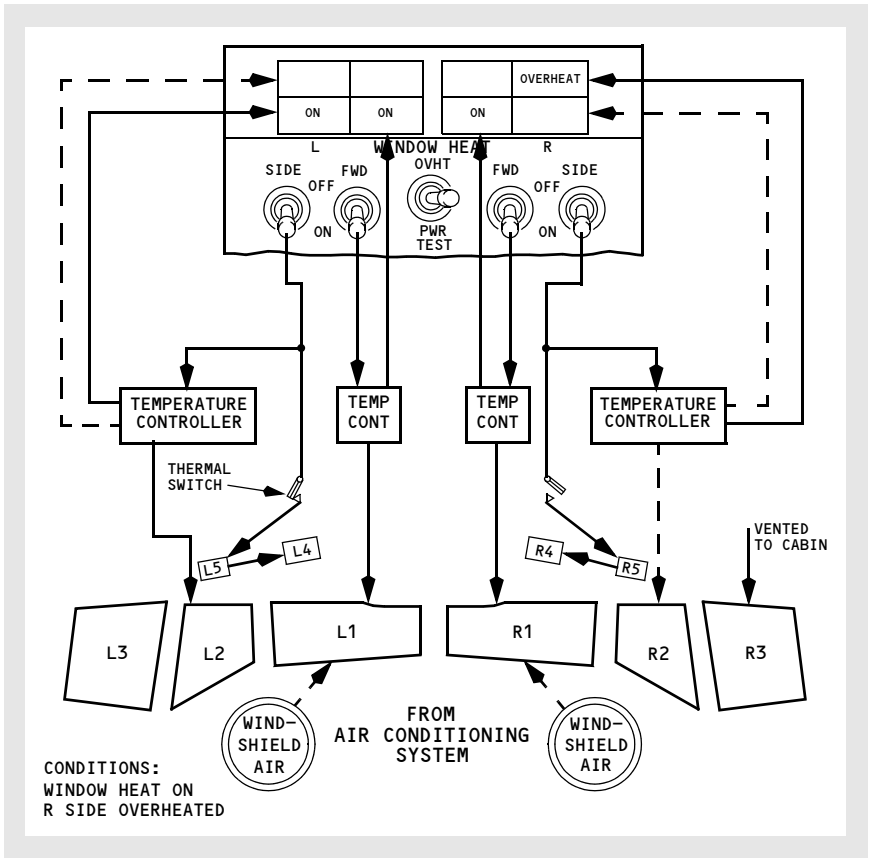 OVERHEAT
ON
ON
ON
L
WINDOW HEAT
R
SIDE
OFF
FWD
OVHT
FWD
OFF
SIDE
ON
PWR
TEST
ON
TEMPERATURE
CONTROLLER
TEMP
CONT
TEMP
CONT
TEMPERATURE
CONTROLLER
THERMAL
SWITCH
L5
L4
R4
R5
VENTED
TO CABIN
L3
L2
L1
R1
R2
R3
WIND-
SHIELD
AIR
FROM
AIR CONDITIONING
SYSTEM
WIND-
SHIELD
AIR
CONDITIONS:
WINDOW HEAT ON
R SIDE OVERHEATED